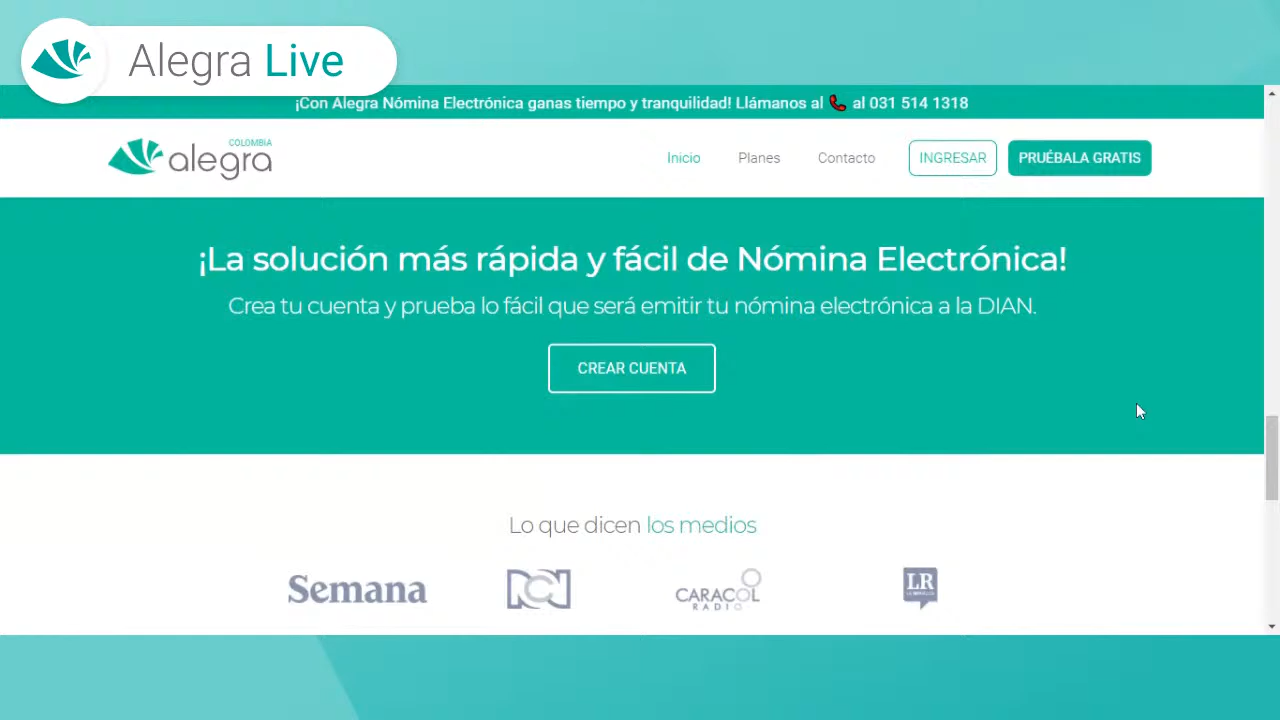 Alegra Live
¡Con Alegra Nómina Electrónica ganas tiempo y tranquilidad! Llámanos al 📞 al 031 514 1318
COLOMBIA
alegra
Inicio
Planes
Contacto
INGRESAR
PRUÉBALA GRATIS
¡La solución más rápida y fácil de Nómina Electrónica!
Crea tu cuenta y prueba lo fácil que será emitir tu nómina electrónica a la DIAN.
CREAR CUENTA
Lo que dicen los medios
Semana
RCN
CARACOL
RADIO
LR